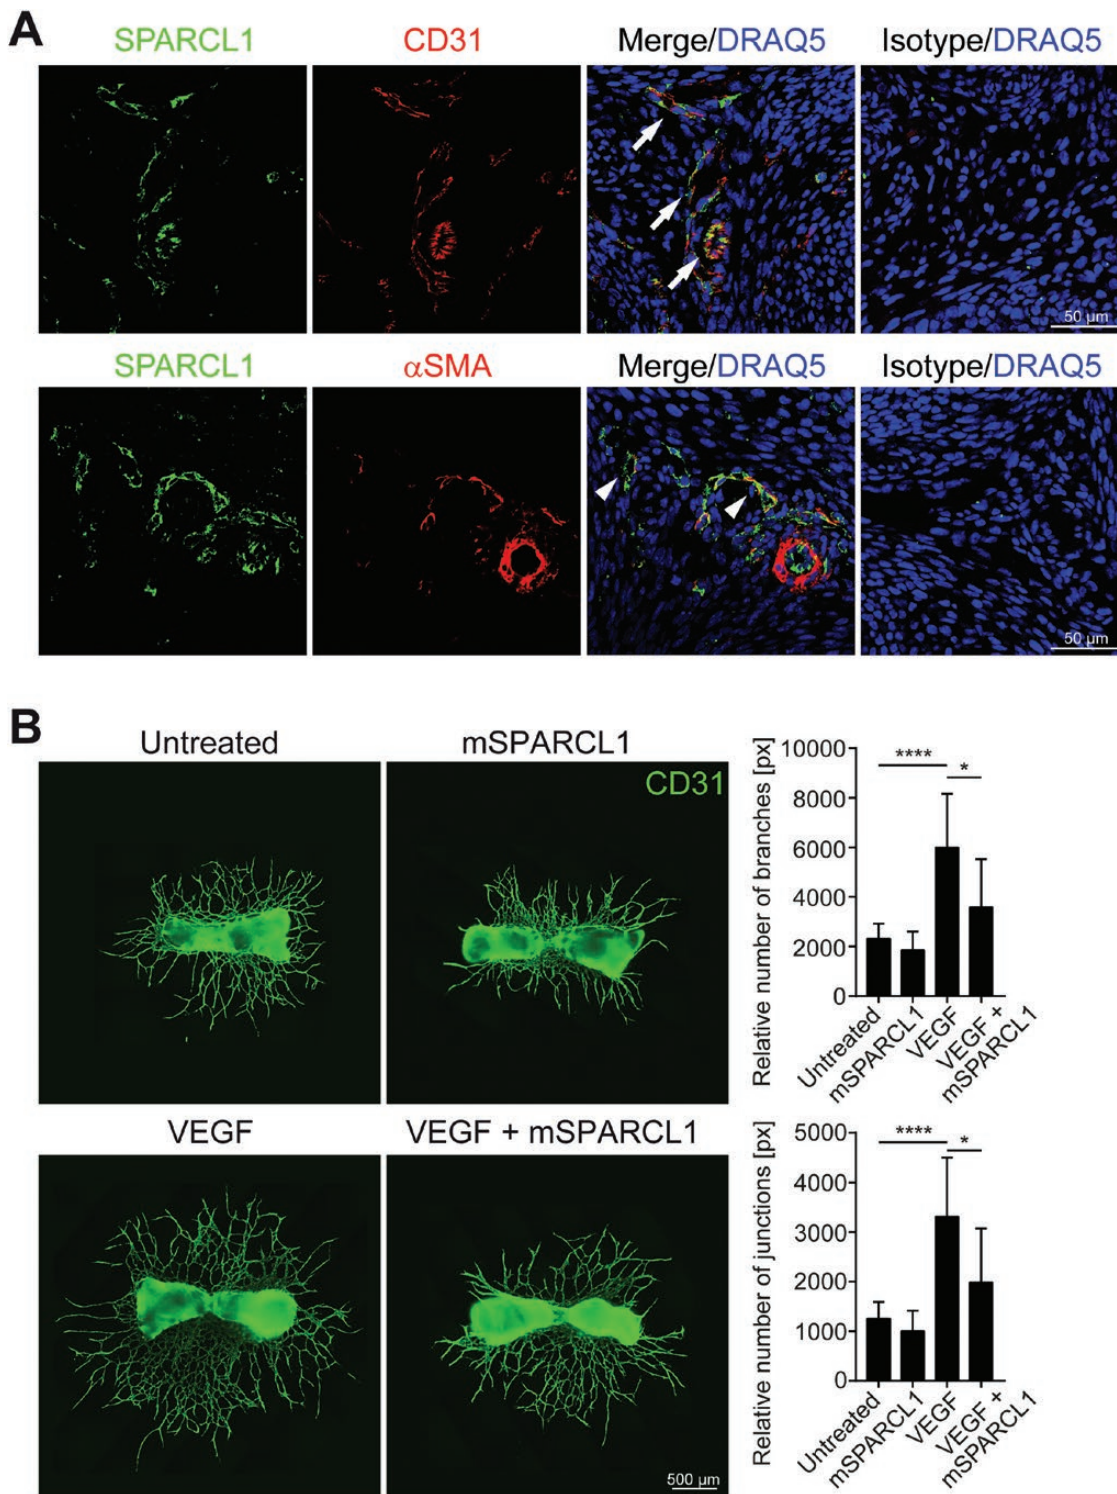 A
SPARCL1 CD31 Merge/DRAQ5 Isotype/DRAQ5
50 µm
SPARCL1 αSMA Merge/DRAQ5 Isotype/DRAQ5
50 µm
B
Untreated mSPARCL1
CD31
VEGF VEGF + mSPARCL1
500 µm
Relative number of branches [px]
10000
8000
6000
4000
2000
0
**** *
Untreated
mSPARCL1
VEGF
VEGF +
mSPARCL1
Relative number of junctions [px]
5000
4000
3000
2000
1000
0
**** *
Untreated
mSPARCL1
VEGF
VEGF +
mSPARCL1